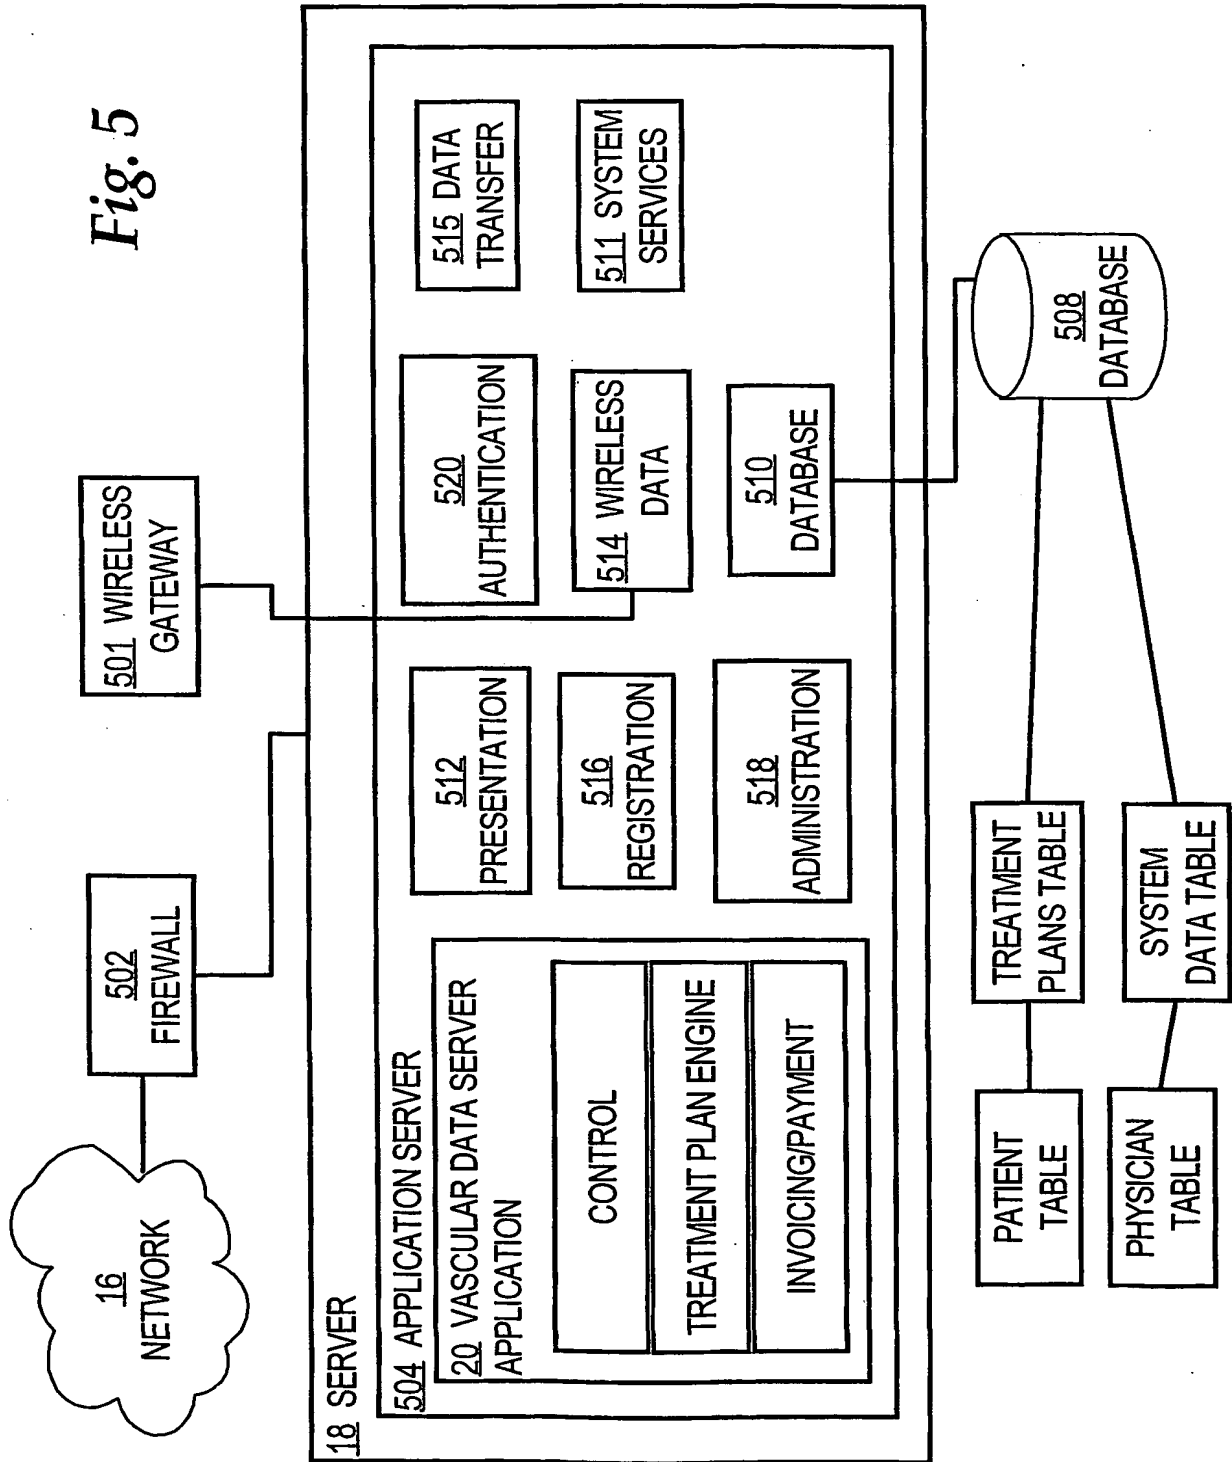 Fig. 5
16
NETWORK
502
FIREWALL
501 WIRELESS
GATEWAY
18 SERVER
504 APPLICATION SERVER
20 VASCULAR DATA SERVER
APPLICATION
CONTROL
TREATMENT PLAN ENGINE
INVOICING/PAYMENT
512
PRESENTATION
516
REGISTRATION
518
ADMINISTRATION
520
AUTHENTICATION
514 WIRELESS
DATA
510
DATABASE
515 DATA
TRANSFER
511 SYSTEM
SERVICES
508
DATABASE
PATIENT
TABLE
TREATMENT
PLANS TABLE
PHYSICIAN
TABLE
SYSTEM
DATA TABLE